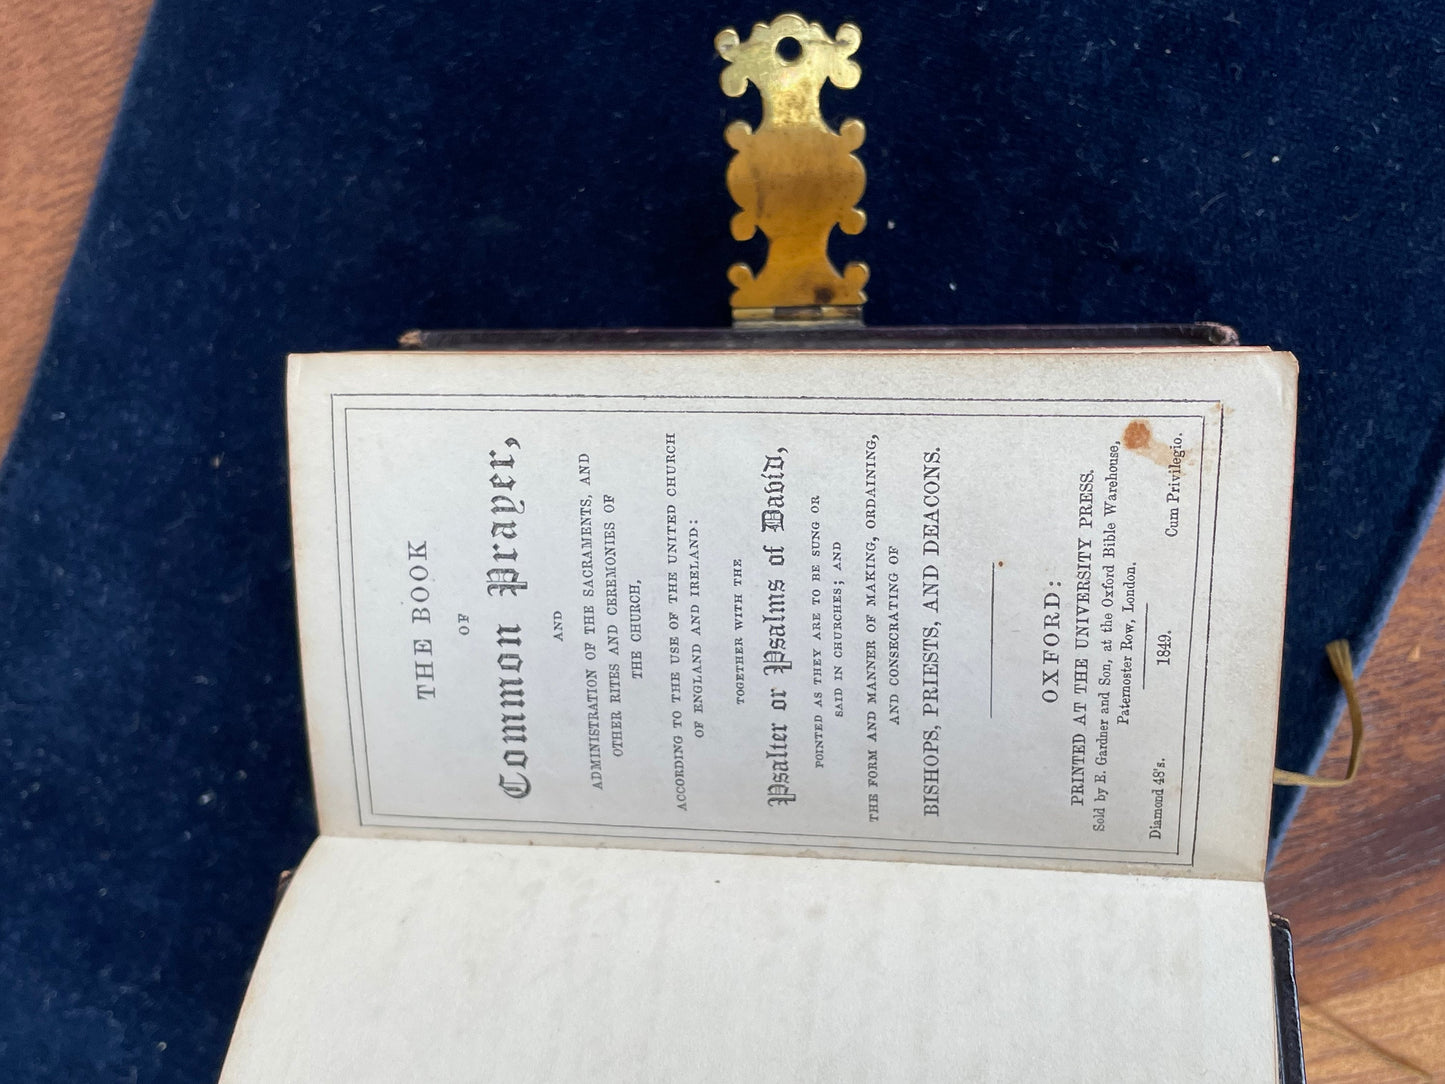 THE BOOK
OF
Common Prayer,
AND
ADMINISTRATION OF THE SACRAMENTS, AND
OTHER RITES AND CEREMONIES OF
THE CHURCH,
ACCORDING TO THE USE OF THE UNITED CHURCH
OF ENGLAND AND IRELAND:
TOGETHER WITH THE
Psalter or Psalms of David,
POINTED AS THEY ARE TO BE SUNG OR
SAID IN CHURCHES; AND
THE FORM AND MANNER OF MAKING, ORDAINING,
AND CONSECRATING OF
BISHOPS, PRIESTS, AND DEACONS.
OXFORD:
PRINTED AT THE UNIVERSITY PRESS.
Sold by E. Gardner and Son, at the Oxford Bible Warehouse,
Paternoster Row, London.
1849.
Diamond 48's. Cum Privilegio.